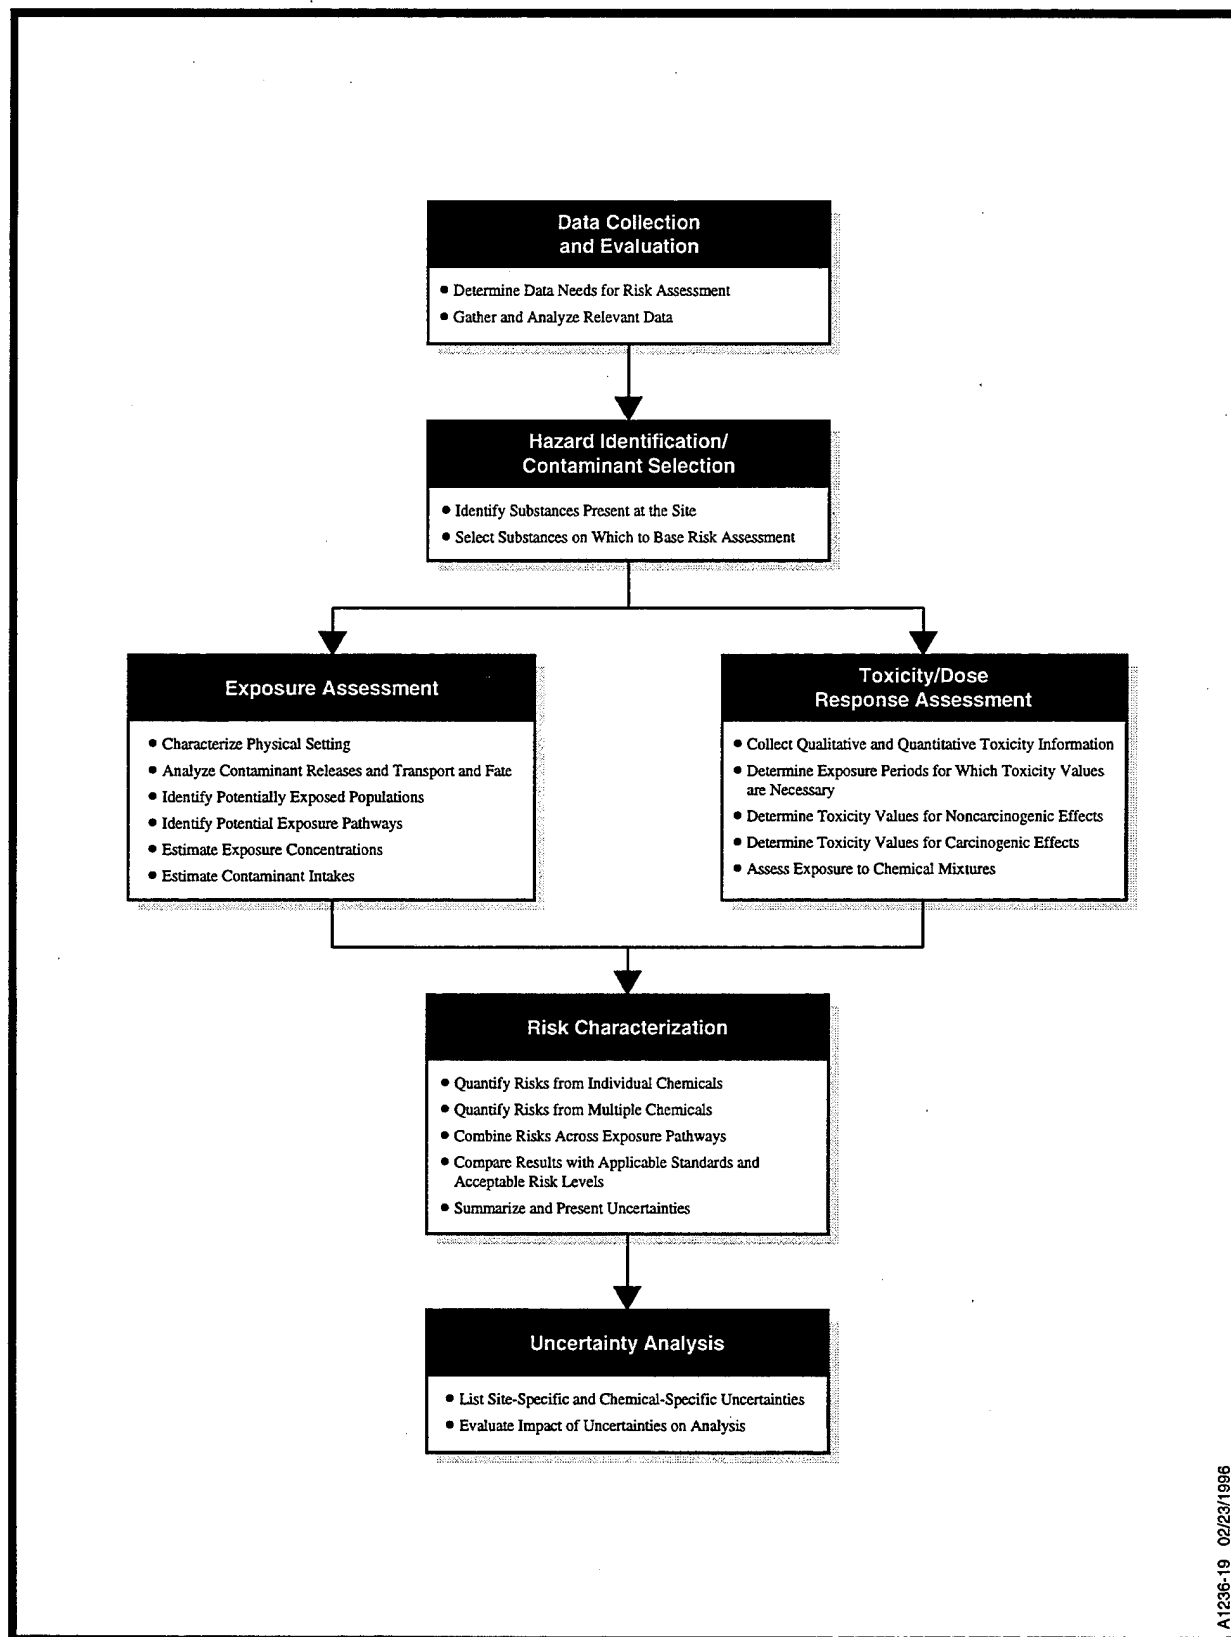 Data Collection
and Evaluation
• Determine Data Needs for Risk Assessment
• Gather and Analyze Relevant Data
Hazard Identification/
Contaminant Selection
• Identify Substances Present at the Site
• Select Substances on Which to Base Risk Assessment
Exposure Assessment
• Characterize Physical Setting
• Analyze Contaminant Releases and Transport and Fate
• Identify Potentially Exposed Populations
• Identify Potential Exposure Pathways
• Estimate Exposure Concentrations
• Estimate Contaminant Intakes
Toxicity/Dose
Response Assessment
• Collect Qualitative and Quantitative Toxicity Information
• Determine Exposure Periods for Which Toxicity Values
are Necessary
• Determine Toxicity Values for Noncarcinogenic Effects
• Determine Toxicity Values for Carcinogenic Effects
• Assess Exposure to Chemical Mixtures
Risk Characterization
• Quantify Risks from Individual Chemicals
• Quantify Risks from Multiple Chemicals
• Combine Risks Across Exposure Pathways
• Compare Results with Applicable Standards and
Acceptable Risk Levels
• Summarize and Present Uncertainties
Uncertainty Analysis
• List Site-Specific and Chemical-Specific Uncertainties
• Evaluate Impact of Uncertainties on Analysis
A1236-19 02/23/1996